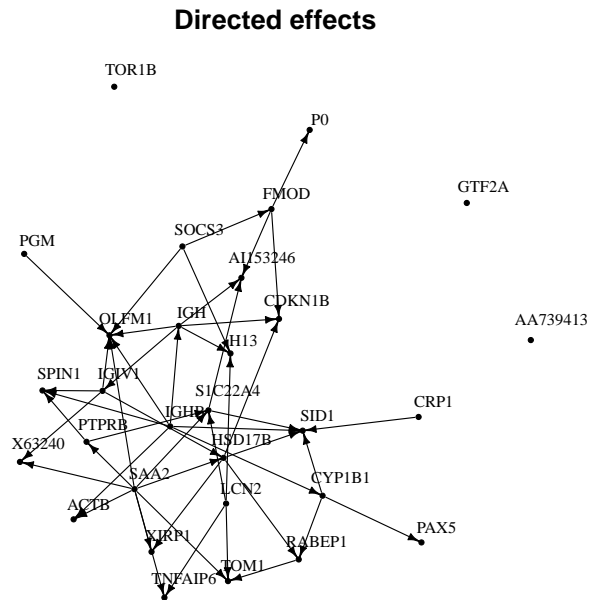 Directed effects
TOR1B
P0
GTF2A
FMOD
SOCS3
PGM
AI153246
CDKN1B
IGH
OLFM1
AA739413
H13
SPIN1
IGIV1
S1C22A4
CRP1
IGHB
SID1
PTPRB
X63240
HSD17B
SAA2
CYP1B1
LCN2
ACTB
PAX5
XIRP1
RABEP1
TOM1
TNFAIP6